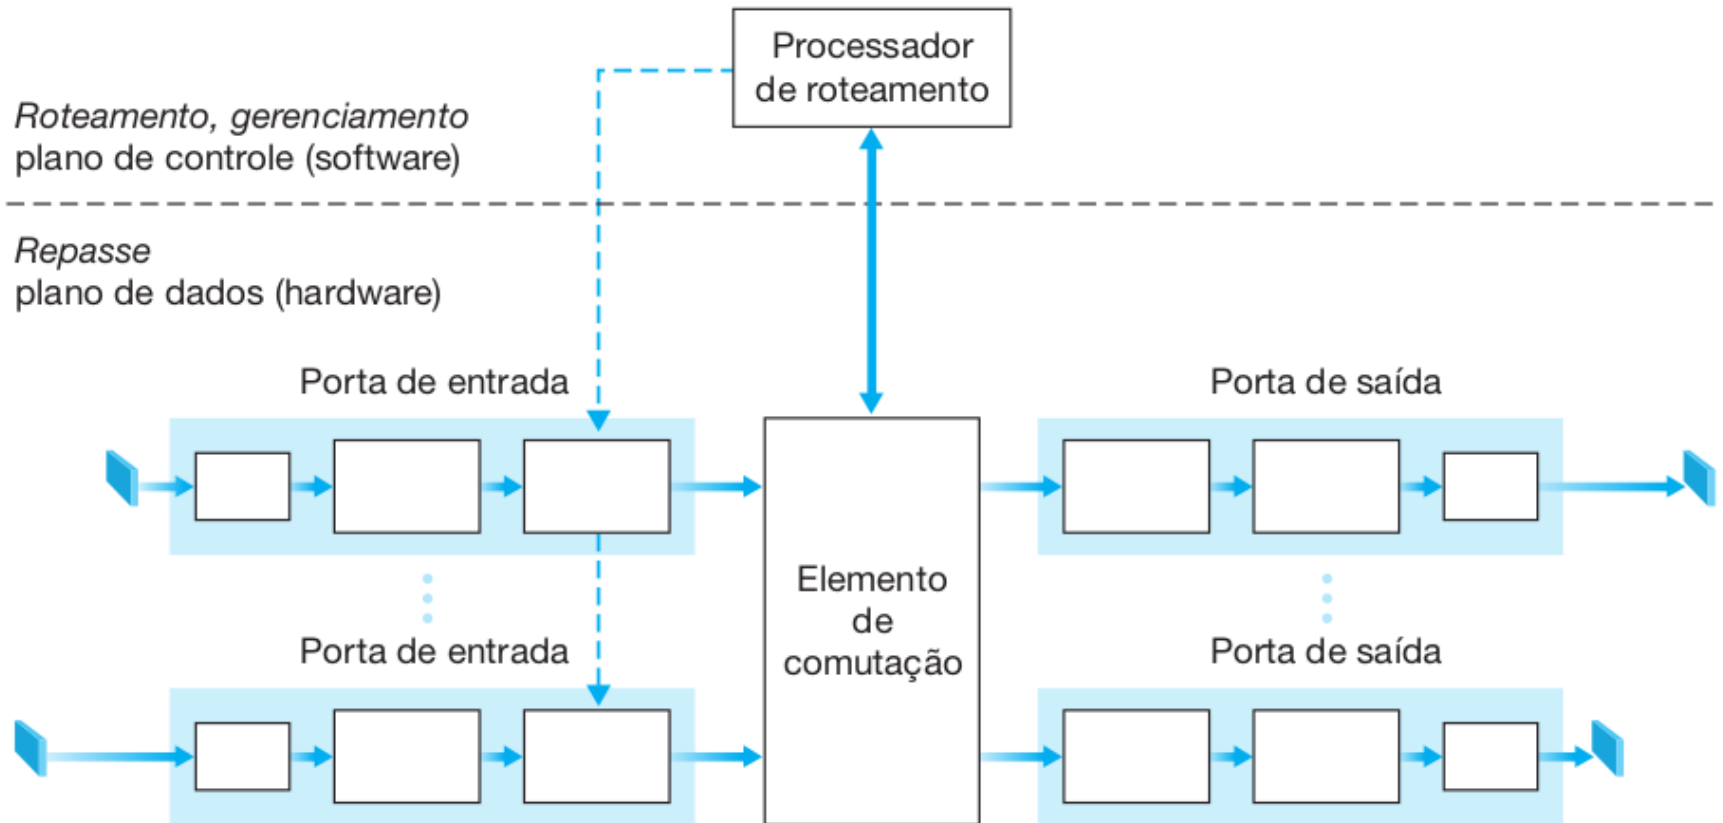 Processador
de roteamento
Roteamento, gerenciamento
plano de controle (software)
Repasse
plano de dados (hardware)
Porta de entrada
Porta de saída
Elemento
de
comutação
Porta de entrada
Porta de saída